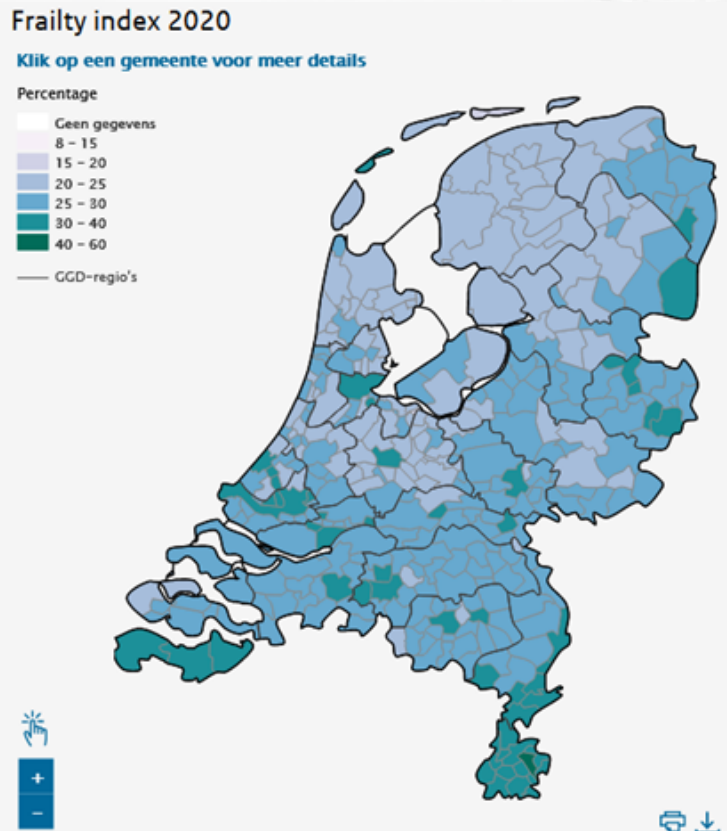 Frailty index 2020
Klik op een gemeente voor meer details
Percentage
Geen gegevens
8 - 15
15 - 20
20 - 25
25 - 30
30 - 40
40 - 60
GGD-regio's
+
−